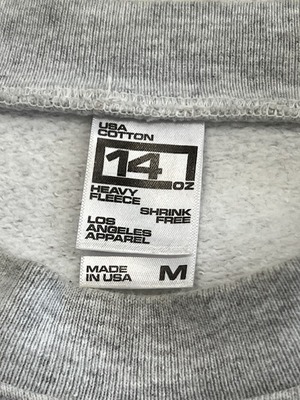 USA
COTTON
14 OZ
HEAVY
FLEECE
SHRINK
FREE
LOS
ANGELES
APPAREL
MADE
IN USA
M